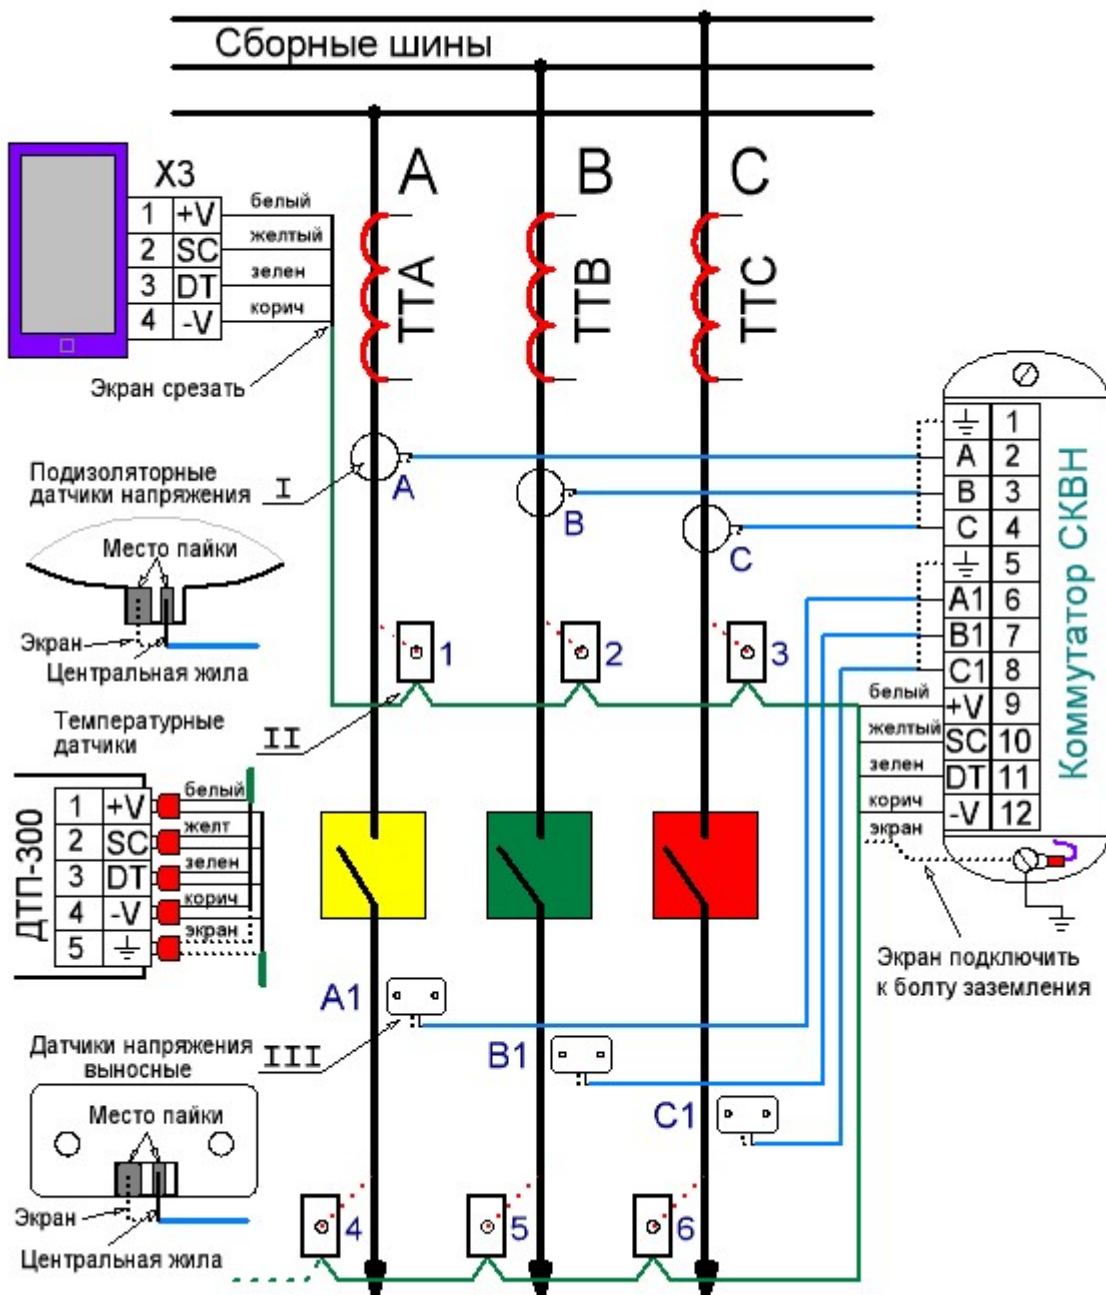 Сборные шины
A
B
C
X3
1 +V белый
2 SC желтый
3 DT зелен
4 -V корич
Экран срезать
ТТА
ТТВ
ТТС
Подизоляторные
датчики напряжения I
A
B
C
Место пайки
Экран
Центральная жила
Температурные
датчики II
1
2
3
ДТП-300
1 +V белый
2 SC желт
3 DT зелен
4 -V корич
5 экран
Коммутатор СКВН
1
A 2
B 3
C 4
5
A1 6
B1 7
C1 8
белый +V 9
желтый SC 10
зелен DT 11
корич -V 12
экран
Экран подключить
к болту заземления
A1
B1
C1
Датчики напряжения
выносные III
Место пайки
Экран
Центральная жила
4
5
6